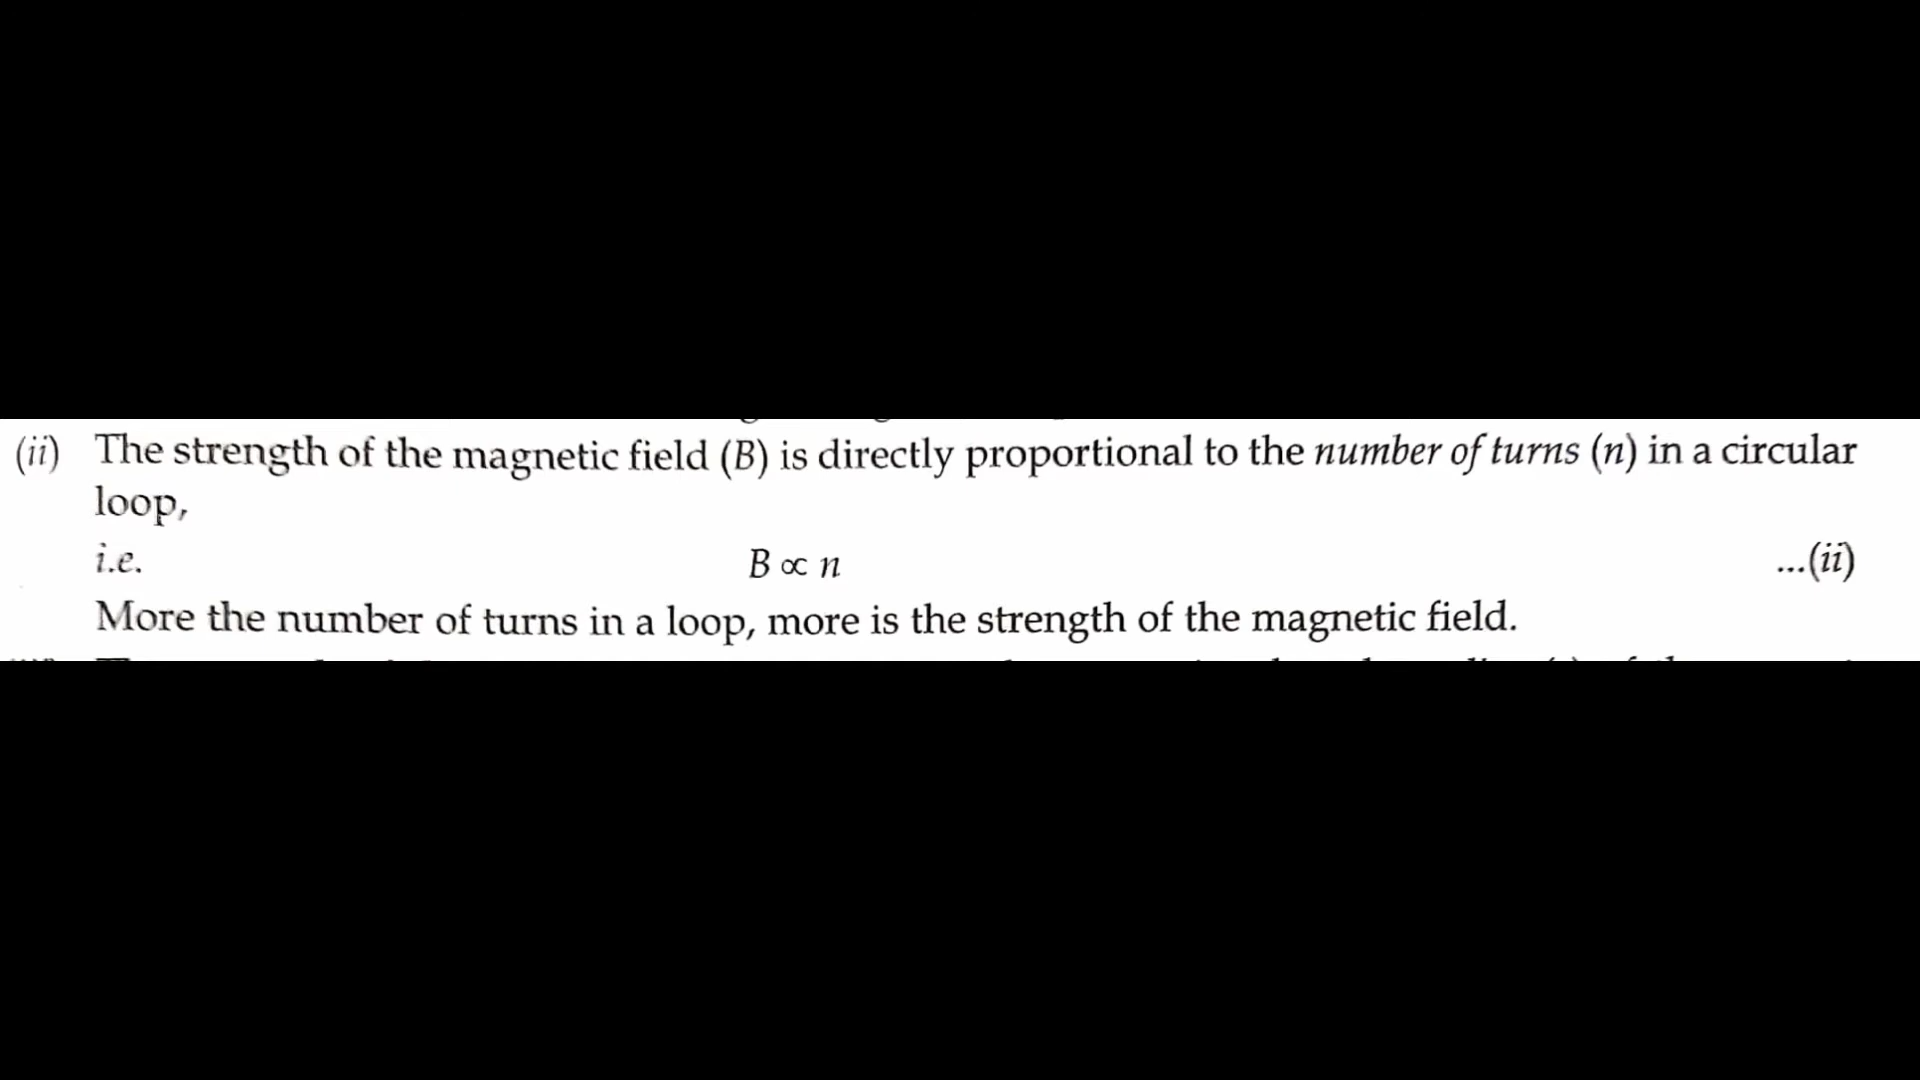 (ii) The strength of the magnetic field (B) is directly proportional to the number of turns (n) in a circular
loop,
i.e. B ∝ n ...(ii)
More the number of turns in a loop, more is the strength of the magnetic field.